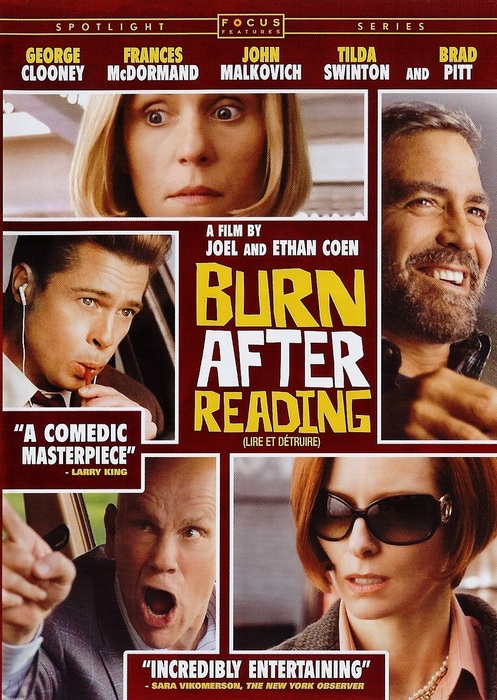 SPOTLIGHT FOCUS FEATURES SERIES
GEORGE CLOONEY FRANCES McDORMAND JOHN MALKOVICH TILDA SWINTON AND BRAD PITT
A FILM BY
JOEL AND ETHAN COEN
BURN
AFTER
READING
(LIRE ET DÉTRUIRE)
"A COMEDIC
MASTERPIECE"
- LARRY KING
"INCREDIBLY ENTERTAINING"
- SARA VIKOMERSON, THE NEW YORK OBSERVER